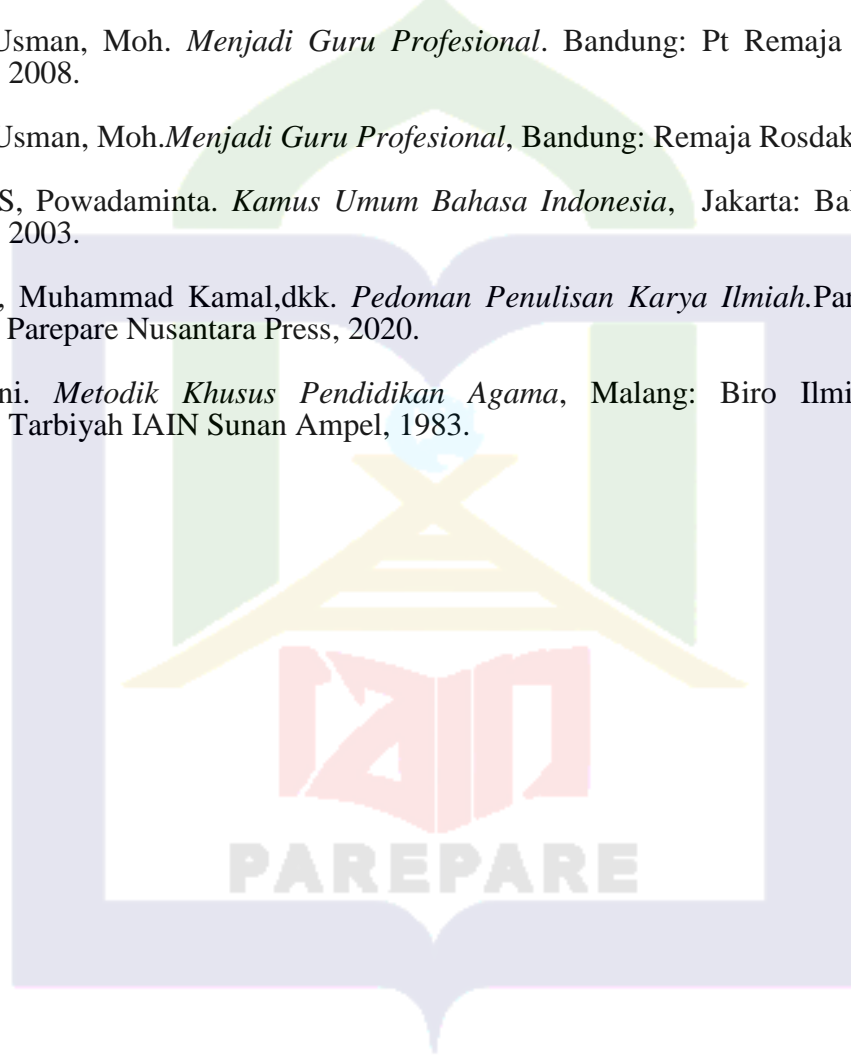 Usman, Moh. Menjadi Guru Profesional. Bandung: Pt Remaja
2008.
Usman, Moh.Menjadi Guru Profesional, Bandung: Remaja Rosdak
S, Powadaminta. Kamus Umum Bahasa Indonesia, Jakarta: Ba
2003.
, Muhammad Kamal,dkk. Pedoman Penulisan Karya Ilmiah.Par
Parepare Nusantara Press, 2020.
ni. Metodik Khusus Pendidikan Agama, Malang: Biro Ilmi
Tarbiyah IAIN Sunan Ampel, 1983.
iain
PAREPARE